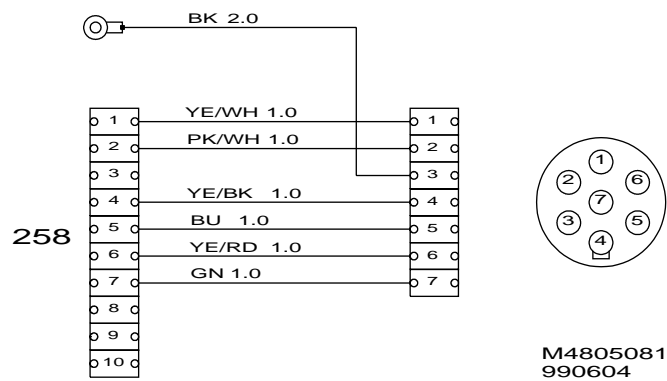 BK 2.0
1 YE/WH 1.0 1
2 PK/WH 1.0 2
3 3
4 YE/BK 1.0 4
5 BU 1.0 5
6 YE/RD 1.0 6
7 GN 1.0 7
8
9
10
258
1
2 6
7
3 5
4
M4805081
990604